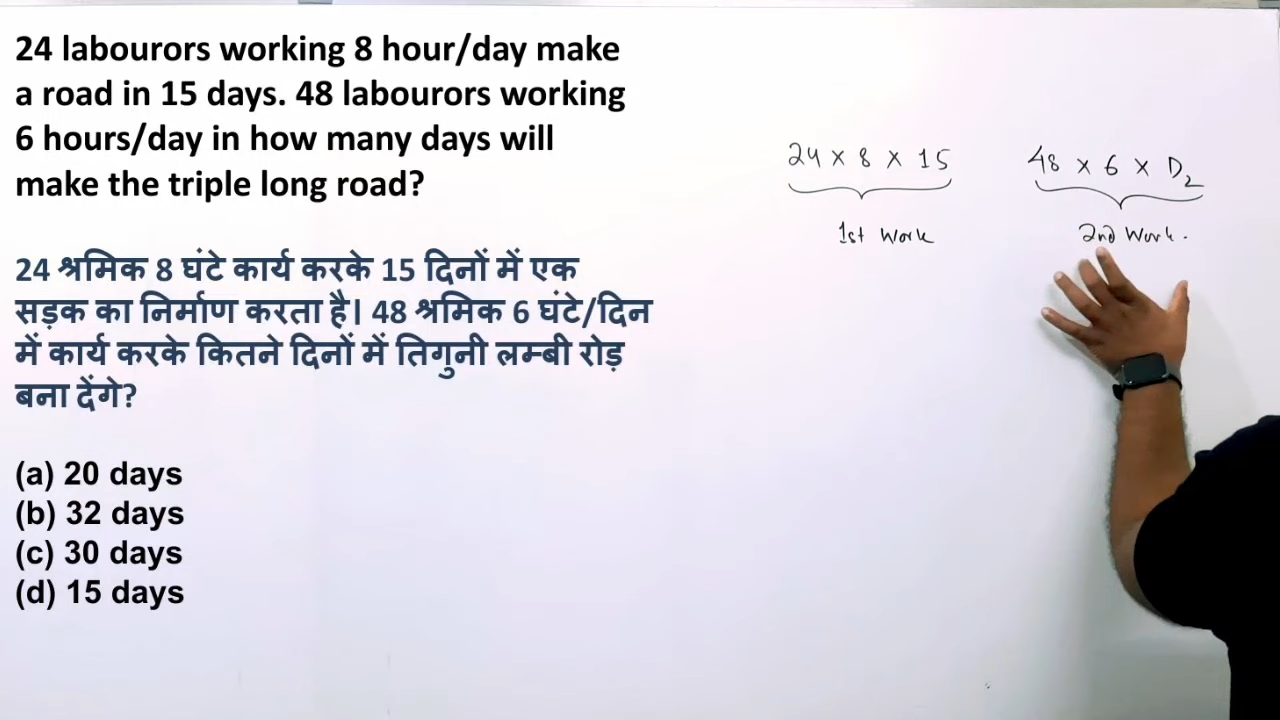 24 labourors working 8 hour/day make
a road in 15 days. 48 labourors working
6 hours/day in how many days will
make the triple long road?
24 श्रमिक 8 घंटे कार्य करके 15 दिनों में एक
सड़क का निर्माण करता है। 48 श्रमिक 6 घंटे/दिन
में कार्य करके कितने दिनों में तिगुनी लम्बी रोड़
बना देंगे?
(a) 20 days
(b) 32 days
(c) 30 days
(d) 15 days
24 x 8 x 15
1st work
48 x 6 x D₂
2nd work.